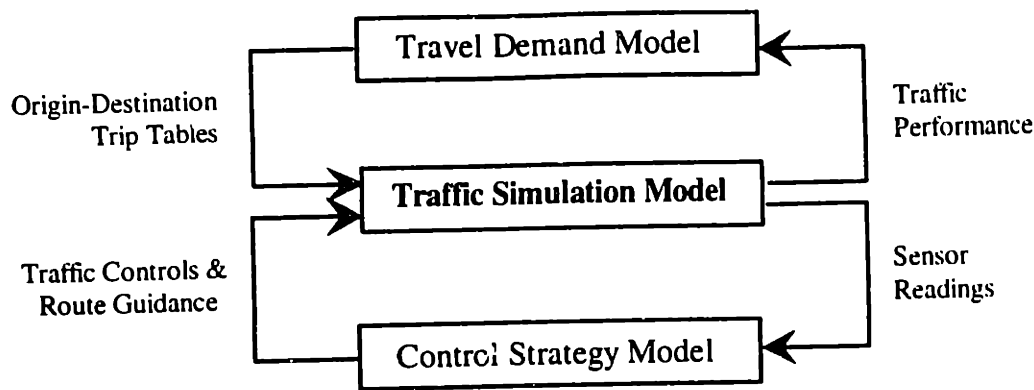 Travel Demand Model
Origin-Destination
Trip Tables
Traffic
Performance
Traffic Simulation Model
Traffic Controls &
Route Guidance
Sensor
Readings
Control Strategy Model